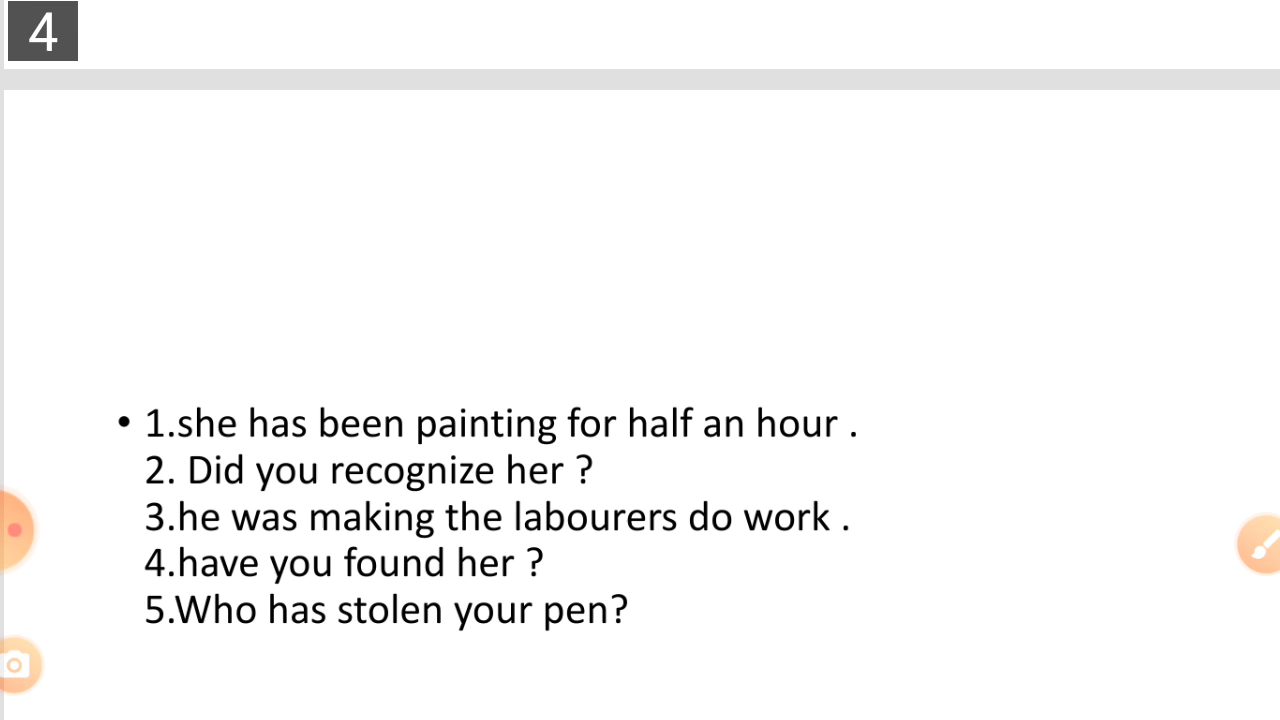 4
• 1.she has been painting for half an hour .
2. Did you recognize her ?
3.he was making the labourers do work .
4.have you found her ?
5.Who has stolen your pen?